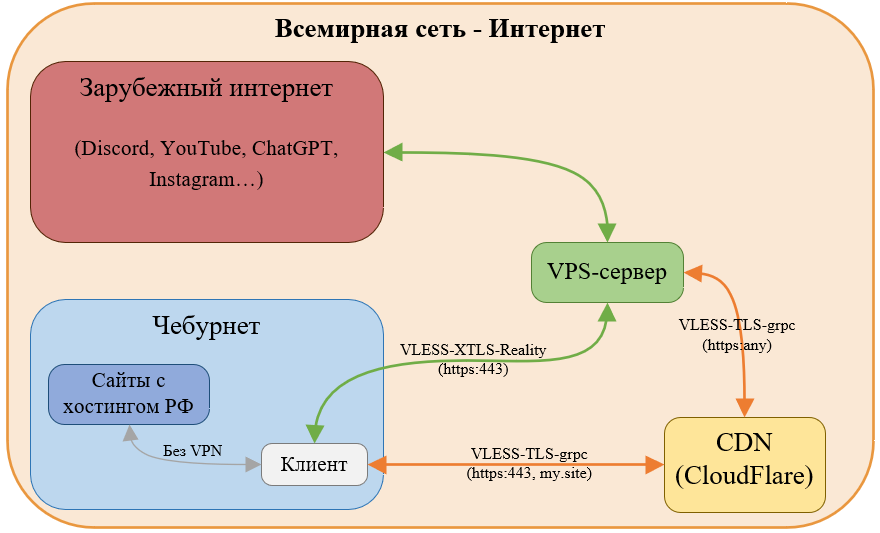 Всемирная сеть - Интернет
Зарубежный интернет
(Discord, YouTube, ChatGPT,
Instagram…)
VPS-сервер
VLESS-TLS-grpc
(https:any)
Чебурнет
VLESS-XTLS-Reality
(https:443)
Сайты с
хостингом РФ
Без VPN
Клиент
VLESS-TLS-grpc
(https:443, my.site)
CDN
(CloudFlare)